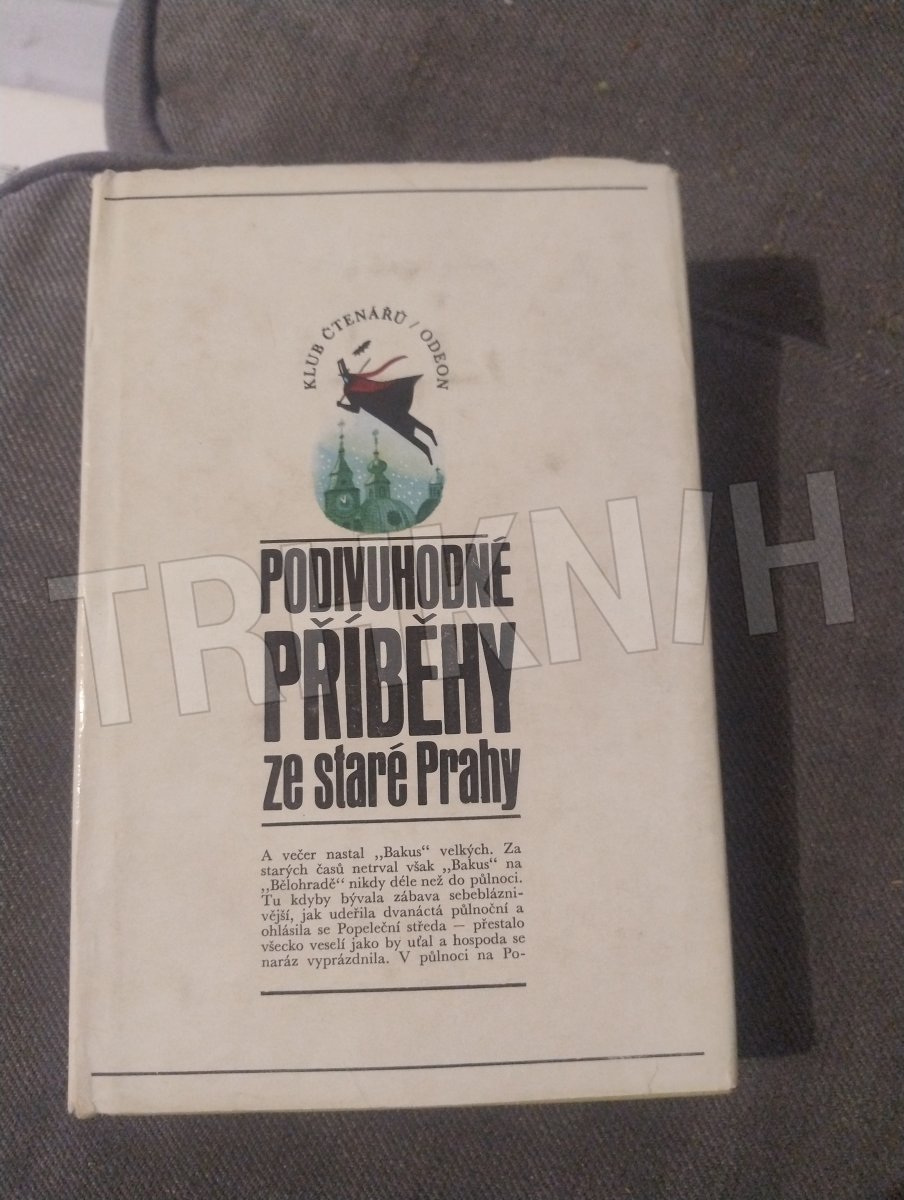 KLUB ČTENÁŘŮ / ODEON
PODIVUHODNÉ
PŘÍBĚHY
ze staré Prahy
A večer nastal ,,Bakus“ velkých. Za
starých časů netrval však ,,Bakus“ na
,,Bělohradě“ nikdy déle než do půlnoci.
Tu kdyby bývala zábava sebeblázni-
vější, jak udeřila dvanáctá půlnoční a
ohlásila se Popeleční středa — přestalo
všecko veselí jako by uťal a hospoda se
naráz vyprázdnila. V půlnoci na Po-
TRHKNIH